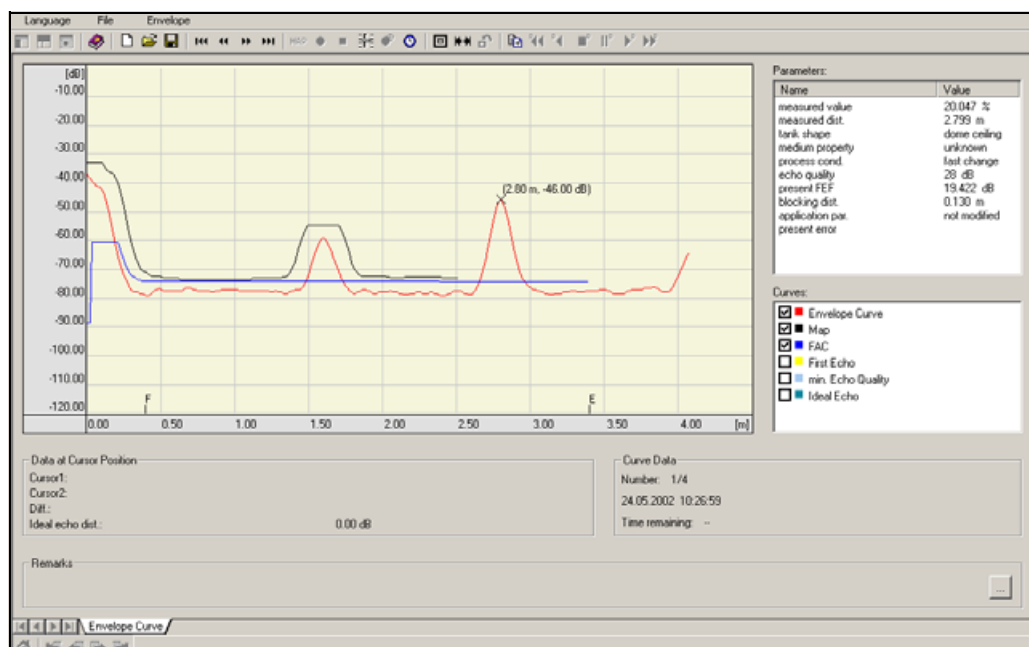 Language File Envelope
MAP
Parameters:
Name Value
measured value 20.047 %
measured dist. 2.799 m
tank shape dome ceiling
medium property unknown
process cond. fast change
echo quality 28 dB
present FEF 19.422 dB
blocking dist. 0.130 m
application par. not modified
present error
[dB]
-10.00
-20.00
-30.00
-40.00
-50.00
-60.00
-70.00
-80.00
-90.00
-100.00
-110.00
-120.00
(2.80 m, -46.00 dB)
F E
0.00 0.50 1.00 1.50 2.00 2.50 3.00 3.50 4.00 [m]
Curves:
Envelope Curve
Map
FAC
First Echo
min. Echo Quality
Ideal Echo
Data at Cursor Position
Cursor1:
Cursor2:
Diff.:
Ideal echo dist.: 0.00 dB
Curve Data
Number: 1/4
24.05.2002 10:26:59
Time remaining: --
Remarks
...
Envelope Curve